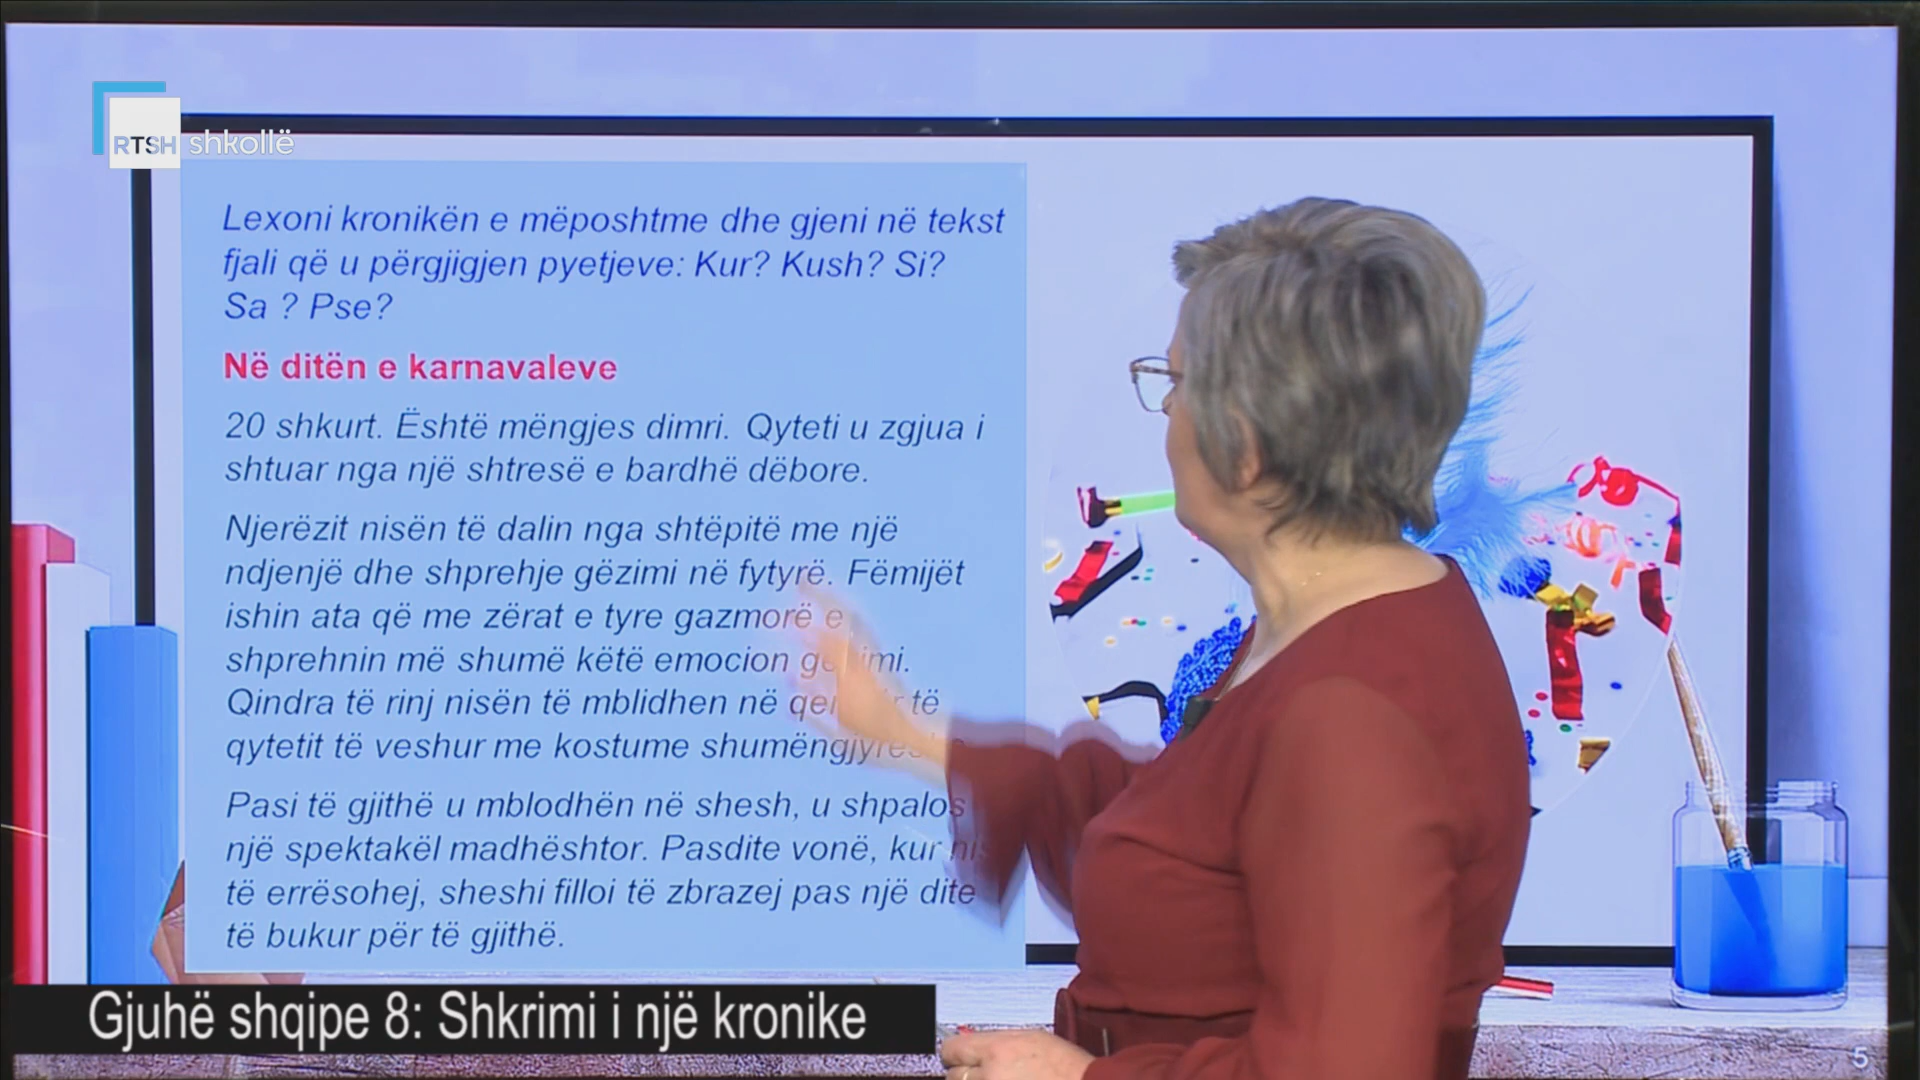 RTSH shkollë
Lexoni kronikën e mëposhtme dhe gjeni në tekst
fjali që u përgjigjen pyetjeve: Kur? Kush? Si?
Sa ? Pse?
Në ditën e karnavaleve
20 shkurt. Është mëngjes dimri. Qyteti u zgjua i
shtuar nga një shtresë e bardhë dëbore.
Njerëzit nisën të dalin nga shtëpitë me një
ndjenjë dhe shprehje gëzimi në fytyrë. Fëmijët
ishin ata që me zërat e tyre gazmorë e
shprehnin më shumë këtë emocion
Qindra të rinj nisën të mblidhen në të
qytetit të veshur me kostume
Pasi të gjithë u mblodhën në shesh, u shpalos
një spektakël madhështor. Pasdite vonë, kur
të errësohej, sheshi filloi të zbrazej pas një dite
të bukur për të gjithë.
Gjuhë shqipe 8: Shkrimi i një kronike
5